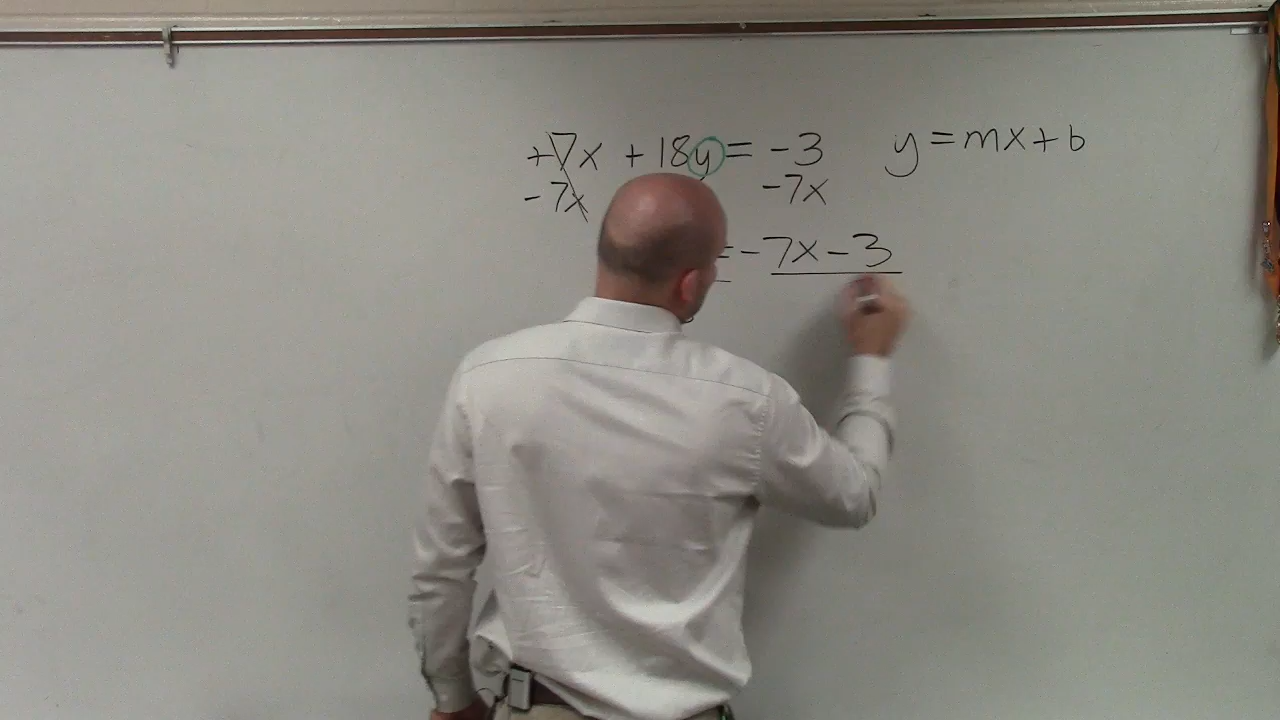 +7x + 18y = -3 y = mx + b
-7x -7x
= -7x - 3